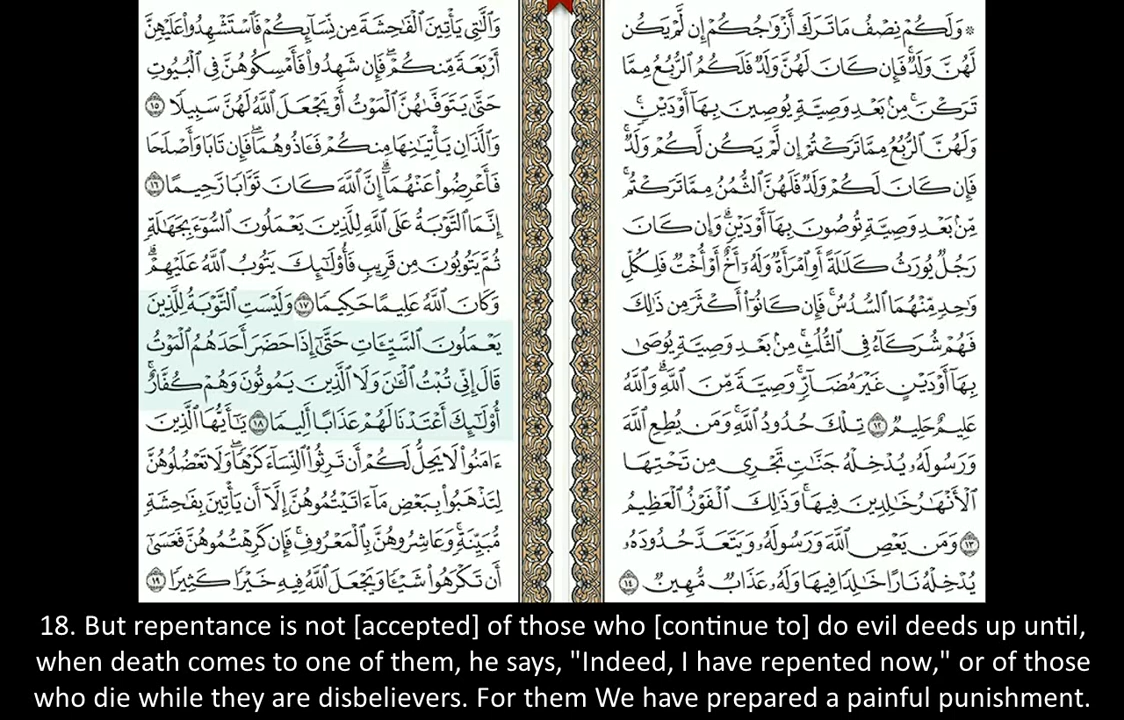 ۞ وَلَكُمْ نِصْفُ مَا تَرَكَ أَزْوَٰجُكُمْ إِن لَّمْ يَكُن
لَّهُنَّ وَلَدٌ ۚ فَإِن كَانَ لَهُنَّ وَلَدٌ فَلَكُمُ ٱلرُّبُعُ مِمَّا
تَرَكْنَ ۚ مِنۢ بَعْدِ وَصِيَّةٍ يُوصِينَ بِهَآ أَوْ دَيْنٍ ۚ
وَلَهُنَّ ٱلرُّبُعُ مِمَّا تَرَكْتُمْ إِن لَّمْ يَكُن لَّكُمْ وَلَدٌ ۚ
فَإِن كَانَ لَكُمْ وَلَدٌ فَلَهُنَّ ٱلثُّمُنُ مِمَّا تَرَكْتُم ۚ
مِّنۢ بَعْدِ وَصِيَّةٍ تُوصُونَ بِهَآ أَوْ دَيْنٍ ۗ وَإِن كَانَ
رَجُلٌ يُورَثُ كَلَٰلَةً أَوِ ٱمْرَأَةٌ وَلَهُۥٓ أَخٌ أَوْ أُخْتٌ فَلِكُلِّ
وَٰحِدٍ مِّنْهُمَا ٱلسُّدُسُ ۚ فَإِن كَانُوٓا۟ أَكْثَرَ مِن ذَٰلِكَ
فَهُمْ شُرَكَآءُ فِى ٱلثُّلُثِ ۚ مِنۢ بَعْدِ وَصِيَّةٍ يُوصَىٰ
بِهَآ أَوْ دَيْنٍ غَيْرَ مُضَآرٍّ ۚ وَصِيَّةً مِّنَ ٱللَّهِ ۗ وَٱللَّهُ
عَلِيمٌ حَلِيمٌ ١٢ تِلْكَ حُدُودُ ٱللَّهِ ۚ وَمَن يُطِعِ ٱللَّهَ
وَرَسُولَهُۥ يُدْخِلْهُ جَنَّٰتٍ تَجْرِى مِن تَحْتِهَا
ٱلْأَنْهَٰرُ خَٰلِدِينَ فِيهَا ۚ وَذَٰلِكَ ٱلْفَوْزُ ٱلْعَظِيمُ
١٣ وَمَن يَعْصِ ٱللَّهَ وَرَسُولَهُۥ وَيَتَعَدَّ حُدُودَهُۥ
يُدْخِلْهُ نَارًا خَٰلِدًا فِيهَا وَلَهُۥ عَذَابٌ مُّهِينٌ ١٤
وَٱلَّٰتِى يَأْتِينَ ٱلْفَٰحِشَةَ مِن نِّسَآئِكُمْ فَٱسْتَشْهِدُوا۟ عَلَيْهِنَّ
أَرْبَعَةً مِّنكُمْ ۖ فَإِن شَهِدُوا۟ فَأَمْسِكُوهُنَّ فِى ٱلْبُيُوتِ
حَتَّىٰ يَتَوَفَّىٰهُنَّ ٱلْمَوْتُ أَوْ يَجْعَلَ ٱللَّهُ لَهُنَّ سَبِيلًا ١٥
وَٱلَّذَانِ يَأْتِيَٰنِهَا مِنكُمْ فَـَٔاذُوهُمَا ۖ فَإِن تَابَا وَأَصْلَحَا
فَأَعْرِضُوا۟ عَنْهُمَآ ۗ إِنَّ ٱللَّهَ كَانَ تَوَّابًا رَّحِيمًا ١٦
إِنَّمَا ٱلتَّوْبَةُ عَلَى ٱللَّهِ لِلَّذِينَ يَعْمَلُونَ ٱلسُّوٓءَ بِجَهَٰلَةٍ
ثُمَّ يَتُوبُونَ مِن قَرِيبٍ فَأُو۟لَٰٓئِكَ يَتُوبُ ٱللَّهُ عَلَيْهِمْ ۗ
وَكَانَ ٱللَّهُ عَلِيمًا حَكِيمًا ١٧ وَلَيْسَتِ ٱلتَّوْبَةُ لِلَّذِينَ
يَعْمَلُونَ ٱلسَّيِّـَٔاتِ حَتَّىٰٓ إِذَا حَضَرَ أَحَدَهُمُ ٱلْمَوْتُ
قَالَ إِنِّى تُبْتُ ٱلْـَٰٔنَ وَلَا ٱلَّذِينَ يَمُوتُونَ وَهُمْ كُفَّارٌ ۚ
أُو۟لَٰٓئِكَ أَعْتَدْنَا لَهُمْ عَذَابًا أَلِيمًا ١٨ يَٰٓأَيُّهَا ٱلَّذِينَ
ءَامَنُوا۟ لَا يَحِلُّ لَكُمْ أَن تَرِثُوا۟ ٱلنِّسَآءَ كَرْهًا ۖ وَلَا تَعْضُلُوهُنَّ
لِتَذْهَبُوا۟ بِبَعْضِ مَآ ءَاتَيْتُمُوهُنَّ إِلَّآ أَن يَأْتِينَ بِفَٰحِشَةٍ
مُّبَيِّنَةٍ ۚ وَعَاشِرُوهُنَّ بِٱلْمَعْرُوفِ ۚ فَإِن كَرِهْتُمُوهُنَّ فَعَسَىٰٓ
أَن تَكْرَهُوا۟ شَيْـًٔا وَيَجْعَلَ ٱللَّهُ فِيهِ خَيْرًا كَثِيرًا ١٩
18. But repentance is not [accepted] of those who [continue to] do evil deeds up until,
when death comes to one of them, he says, "Indeed, I have repented now," or of those
who die while they are disbelievers. For them We have prepared a painful punishment.